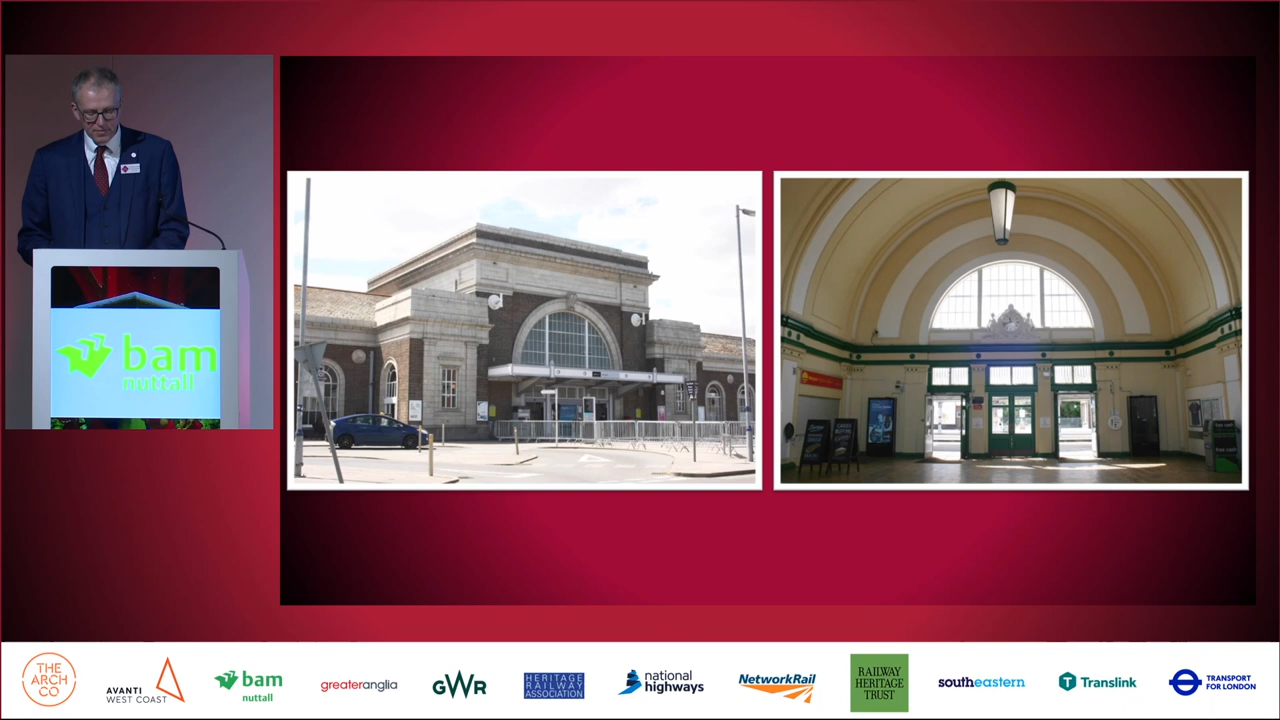 bam
nuttall
THE
ARCH
CO
AVANTI
WEST COAST
bam
nuttall
greateranglia
GWR
HERITAGE
RAILWAY
ASSOCIATION
national
highways
NetworkRail
RAILWAY
HERITAGE
TRUST
southeastern
Translink
TRANSPORT
FOR LONDON